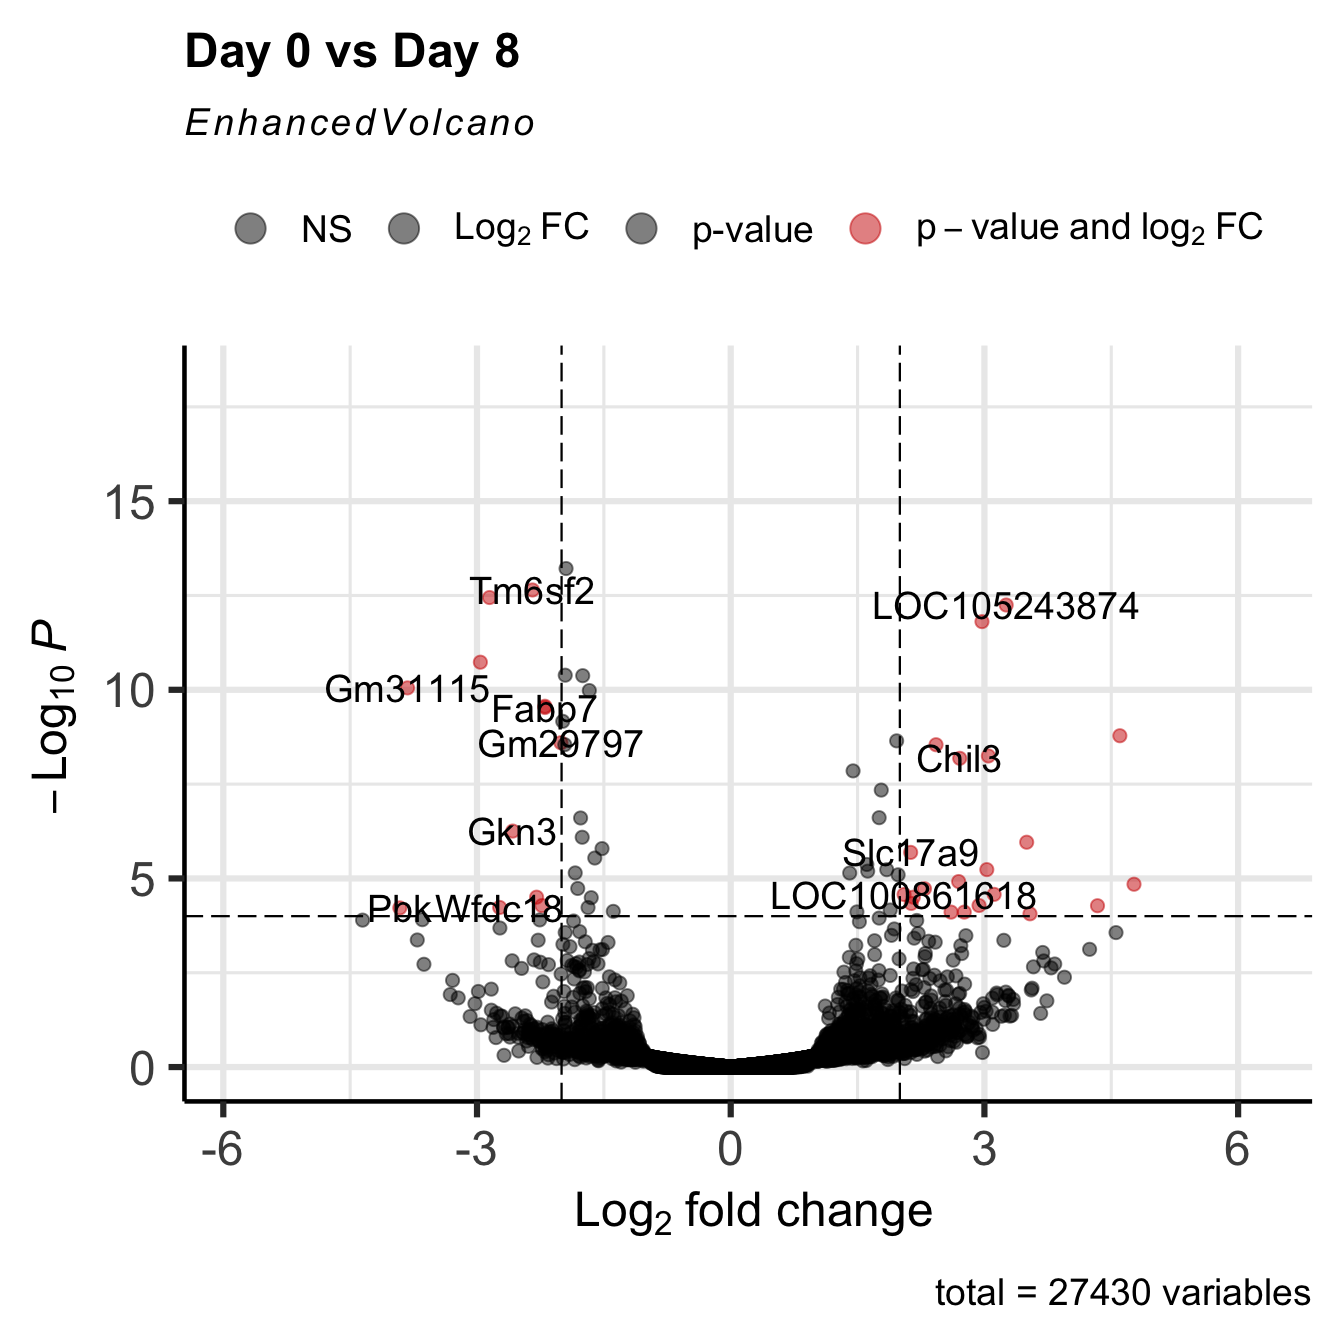 Day 0 vs Day 8
EnhancedVolcano
NS Log₂ FC p-value p – value and log₂ FC
15
10
5
0
−Log₁₀ P
Tm6sf2
LOC105243874
Gm31115
Fabp7
Gm29797
Chil3
Gkn3
Slc17a9
LOC100861618
Pbk
Wfdc18
-6 -3 0 3 6
Log₂ fold change
total = 27430 variables